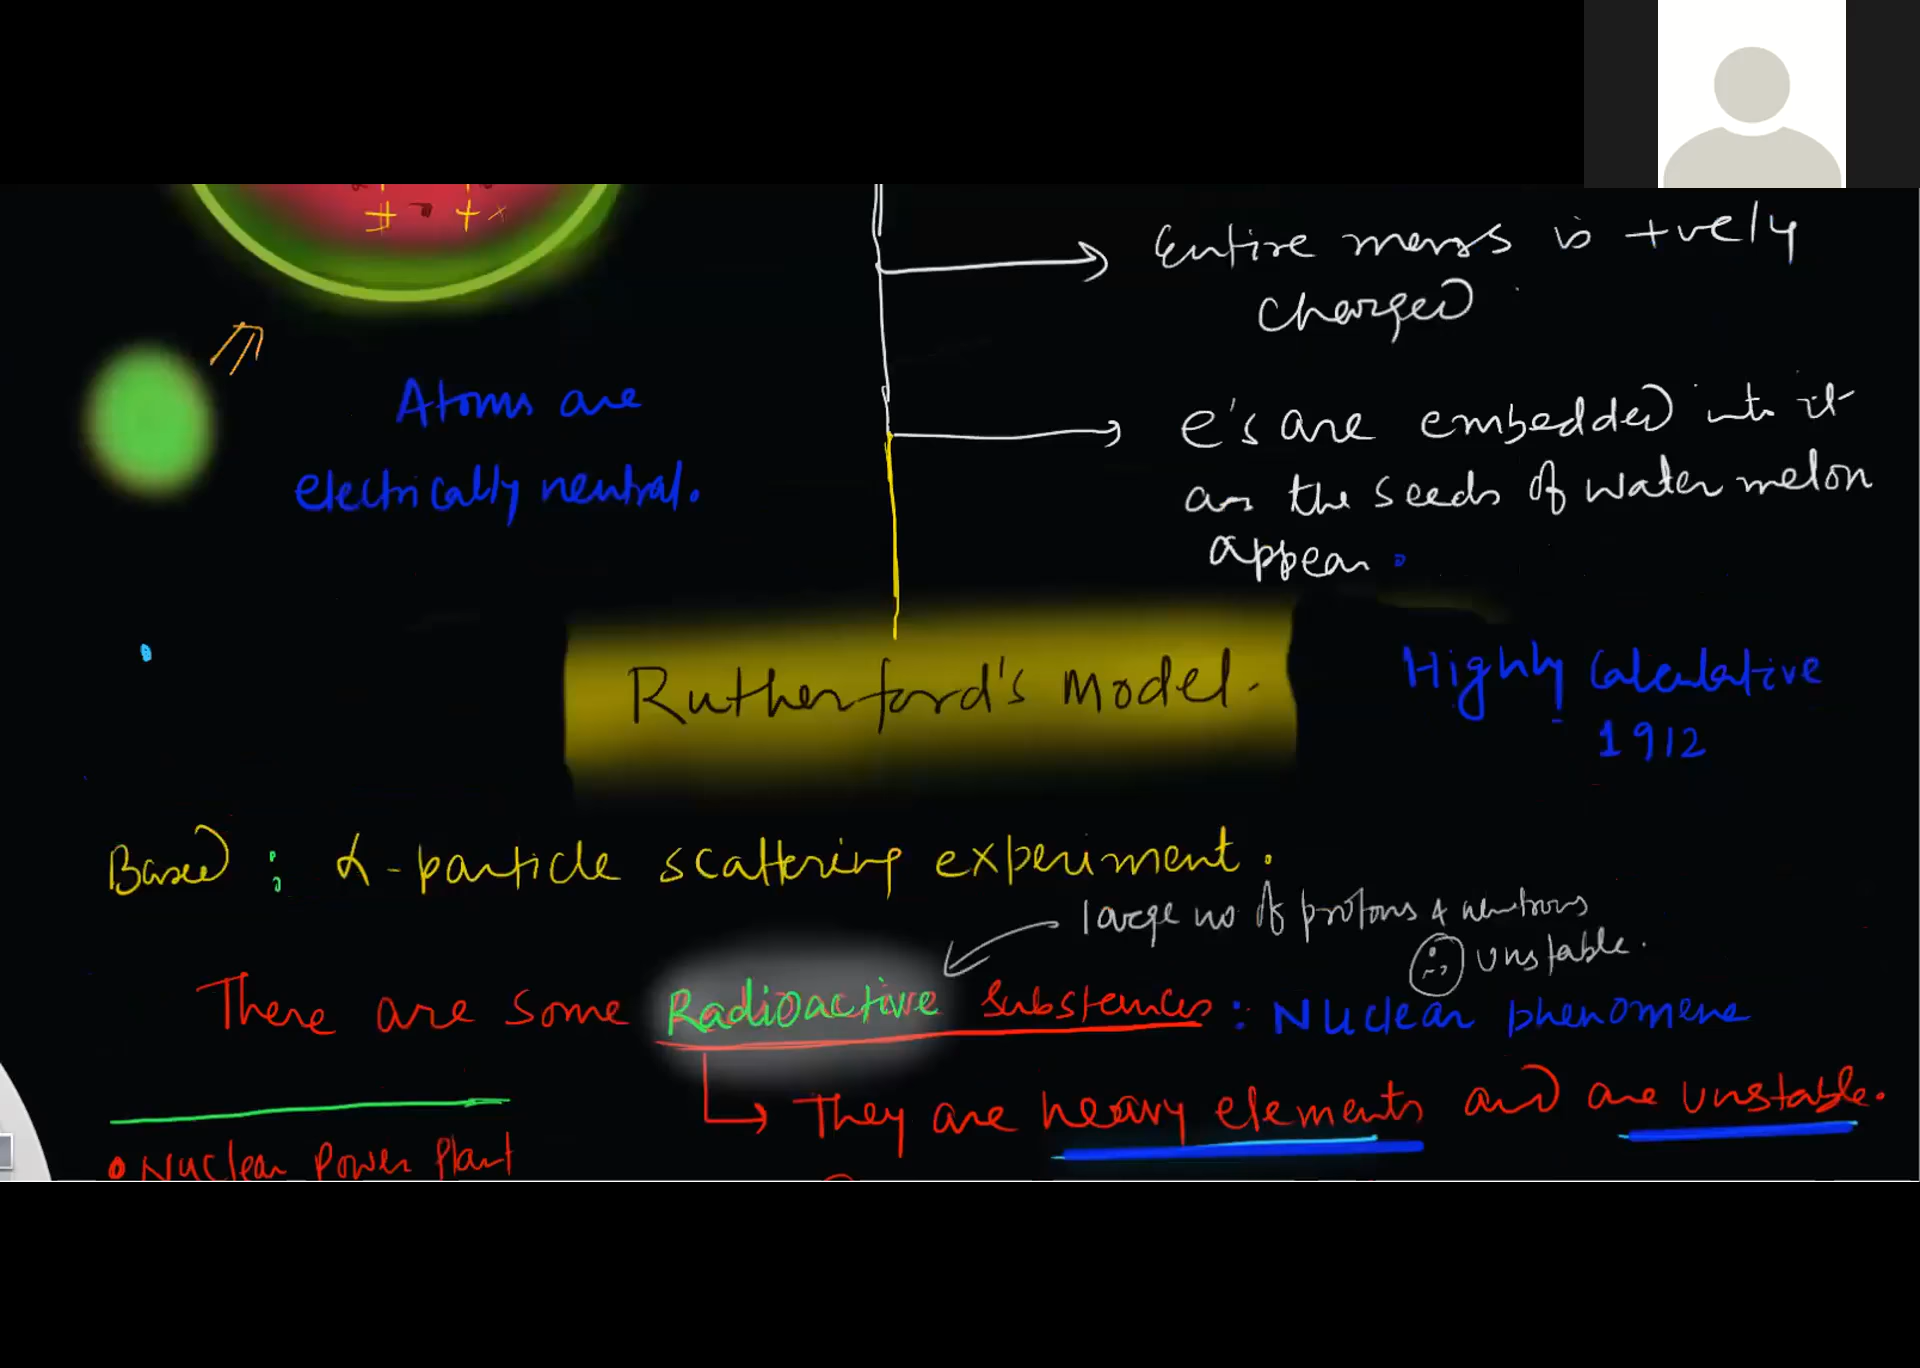 Entire mass is +vely
charged
Atoms are
electrically neutral.
e's are embedded into it
as the seeds of water melon
appear.
Rutherford's Model.
Highly Calculative
1912
Based : α-particle scattering experiment.
large no of protons & neutrons
unstable.
There are some Radioactive Substances : Nuclear phenomena
They are heavy elements and are unstable.
• Nuclear Power Plant